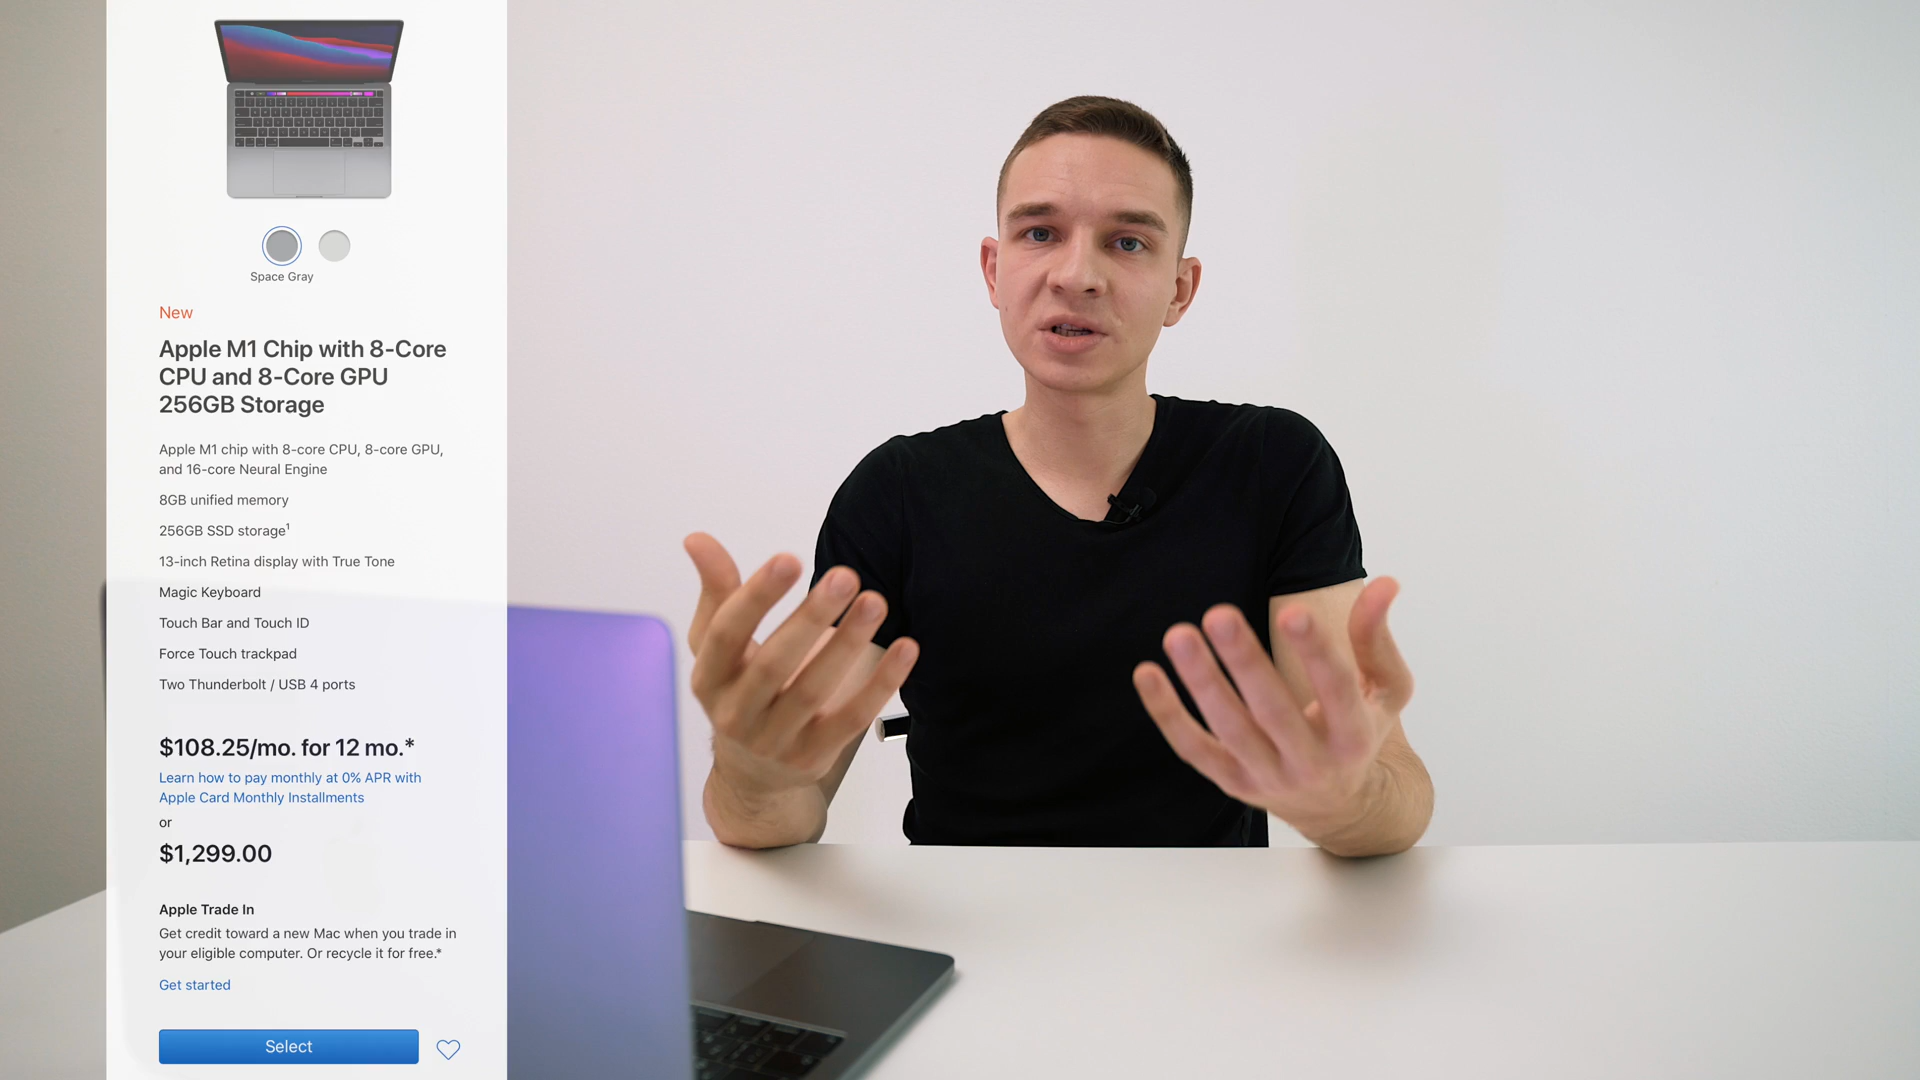 Space Gray
New
Apple M1 Chip with 8-Core
CPU and 8-Core GPU
256GB Storage
Apple M1 chip with 8-core CPU, 8-core GPU,
and 16-core Neural Engine
8GB unified memory
256GB SSD storage¹
13-inch Retina display with True Tone
Magic Keyboard
Touch Bar and Touch ID
Force Touch trackpad
Two Thunderbolt / USB 4 ports
$108.25/mo. for 12 mo.*
Learn how to pay monthly at 0% APR with
Apple Card Monthly Installments
or
$1,299.00
Apple Trade In
Get credit toward a new Mac when you trade in
your eligible computer. Or recycle it for free.*
Get started
Select